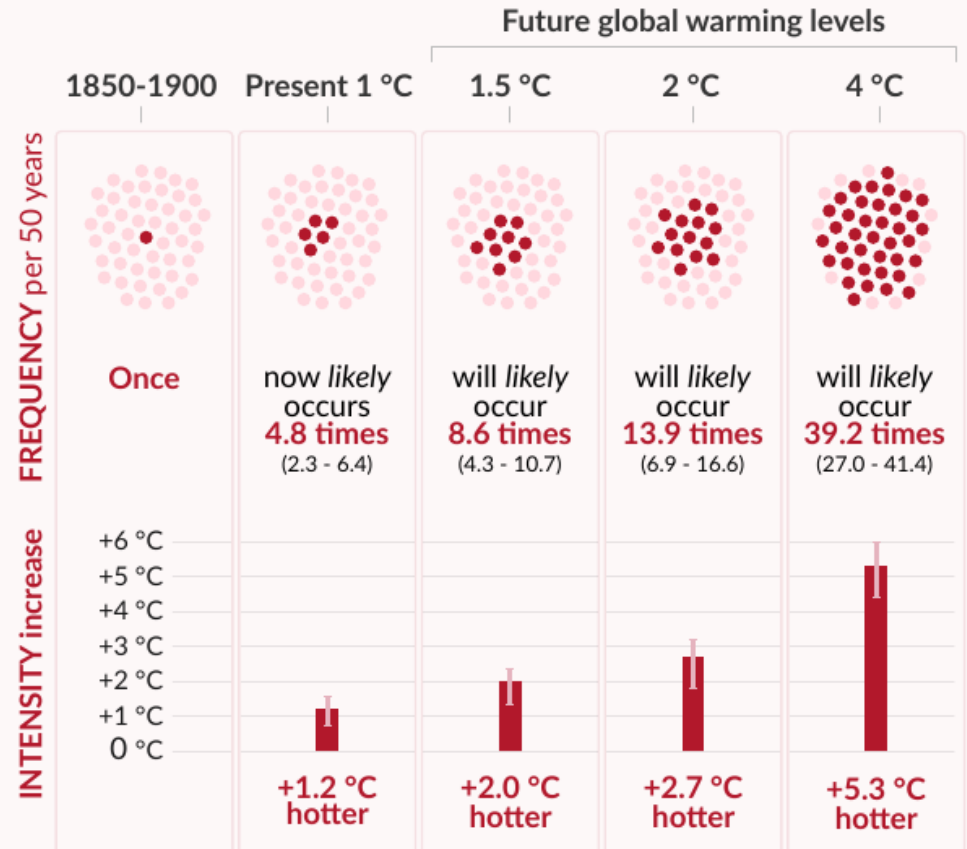 Future global warming levels
1850-1900
Present 1 °C
1.5 °C
2 °C
4 °C
FREQUENCY per 50 years
Once
now likely
occurs
4.8 times
(2.3 - 6.4)
will likely
occur
8.6 times
(4.3 - 10.7)
will likely
occur
13.9 times
(6.9 - 16.6)
will likely
occur
39.2 times
(27.0 - 41.4)
INTENSITY increase
+6 °C
+5 °C
+4 °C
+3 °C
+2 °C
+1 °C
0 °C
+1.2 °C
hotter
+2.0 °C
hotter
+2.7 °C
hotter
+5.3 °C
hotter